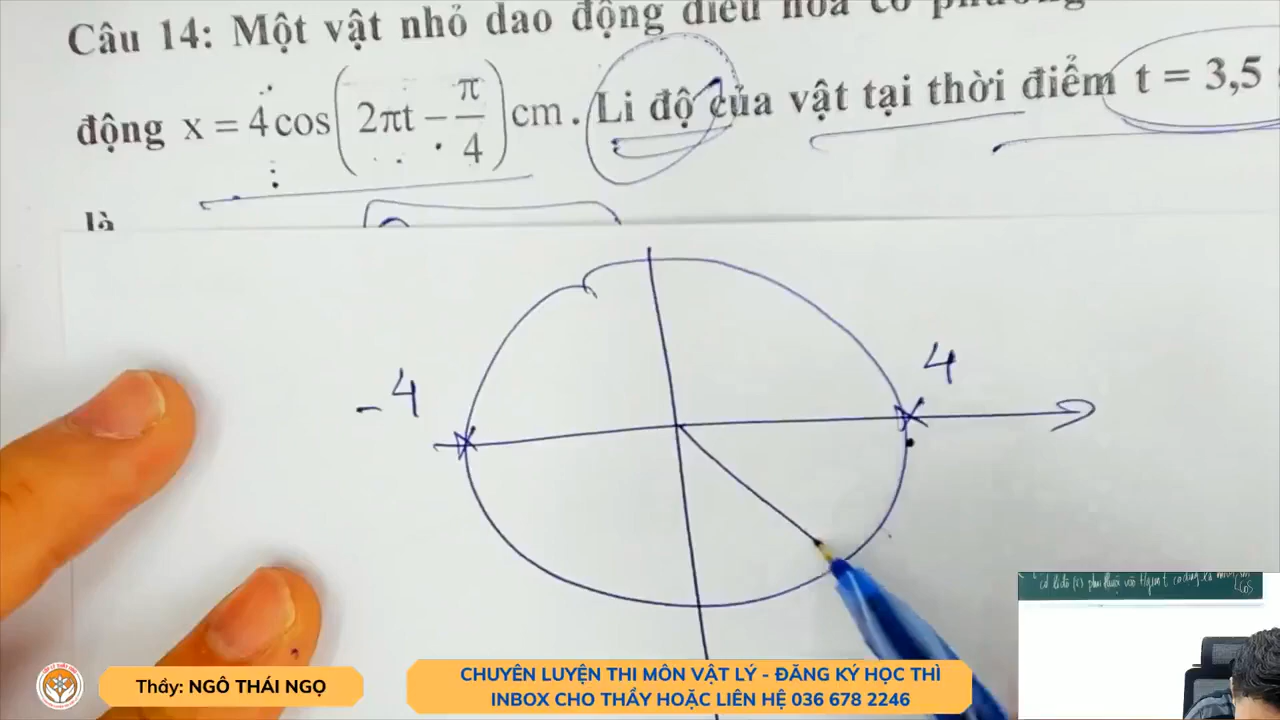 Câu 14: Một vật nhỏ dao động điều hòa có phương
động x = 4cos(2πt − π/4) cm. Li độ của vật tại thời điểm t = 3,5
là
-4
4
Thầy: NGÔ THÁI NGỌ
CHUYÊN LUYỆN THI MÔN VẬT LÝ - ĐĂNG KÝ HỌC THÌ
INBOX CHO THẦY HOẶC LIÊN HỆ 036 678 2246